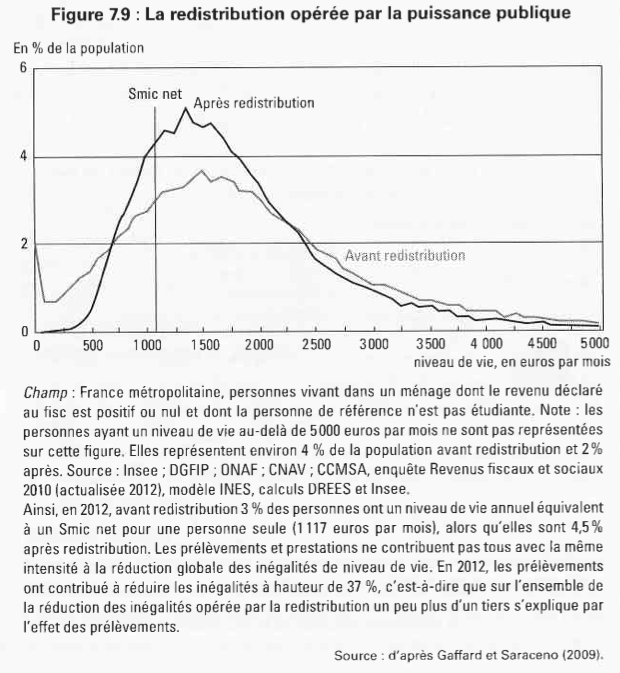 Figure 7.9 : La redistribution opérée par la puissance publique
En % de la population
6
Smic net
Après redistribution
4
2
Avant redistribution
0
0 500 1 000 1 500 2 000 2 500 3 000 3 500 4 000 4 500 5 000
niveau de vie, en euros par mois
Champ : France métropolitaine, personnes vivant dans un ménage dont le revenu déclaré
au fisc est positif ou nul et dont la personne de référence n'est pas étudiante. Note : les
personnes ayant un niveau de vie au-delà de 5 000 euros par mois ne sont pas représentées
sur cette figure. Elles représentent environ 4 % de la population avant redistribution et 2 %
après. Source : Insee ; DGFIP ; ONAF ; CNAV ; CCMSA, enquête Revenus fiscaux et sociaux
2010 (actualisée 2012), modèle INES, calculs DREES et Insee.
Ainsi, en 2012, avant redistribution 3 % des personnes ont un niveau de vie annuel équivalent
à un Smic net pour une personne seule (1 117 euros par mois), alors qu'elles sont 4,5 %
après redistribution. Les prélèvements et prestations ne contribuent pas tous avec la même
intensité à la réduction globale des inégalités de niveau de vie. En 2012, les prélèvements
ont contribué à réduire les inégalités à hauteur de 37 %, c'est-à-dire que sur l'ensemble de
la réduction des inégalités opérée par la redistribution un peu plus d'un tiers s'explique par
l'effet des prélèvements.
Source : d'après Gaffard et Saraceno (2009).